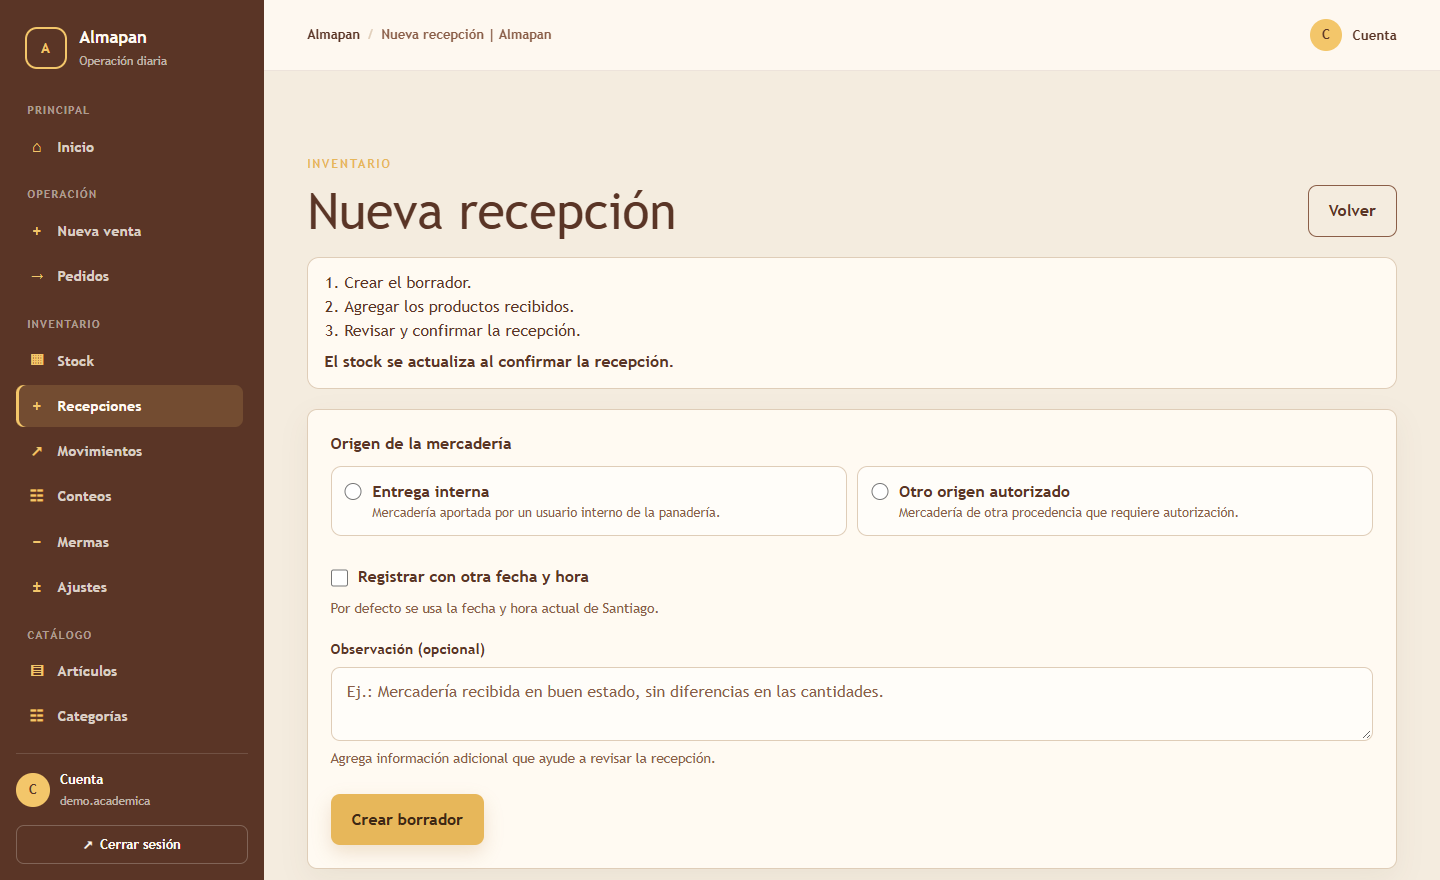 A
Almapan
Operación diaria
PRINCIPAL
⌂ Inicio
OPERACIÓN
+ Nueva venta
→ Pedidos
INVENTARIO
▦ Stock
+ Recepciones
↗ Movimientos
☷ Conteos
− Mermas
± Ajustes
CATÁLOGO
▤ Artículos
☷ Categorías
C
Cuenta
demo.academica
↗ Cerrar sesión
Almapan / Nueva recepción | Almapan
C Cuenta
INVENTARIO
Nueva recepción
Volver
1. Crear el borrador.
2. Agregar los productos recibidos.
3. Revisar y confirmar la recepción.
El stock se actualiza al confirmar la recepción.
Origen de la mercadería
Entrega interna
Mercadería aportada por un usuario interno de la panadería.
Otro origen autorizado
Mercadería de otra procedencia que requiere autorización.
Registrar con otra fecha y hora
Por defecto se usa la fecha y hora actual de Santiago.
Observación (opcional)
Ej.: Mercadería recibida en buen estado, sin diferencias en las cantidades.
Agrega información adicional que ayude a revisar la recepción.
Crear borrador